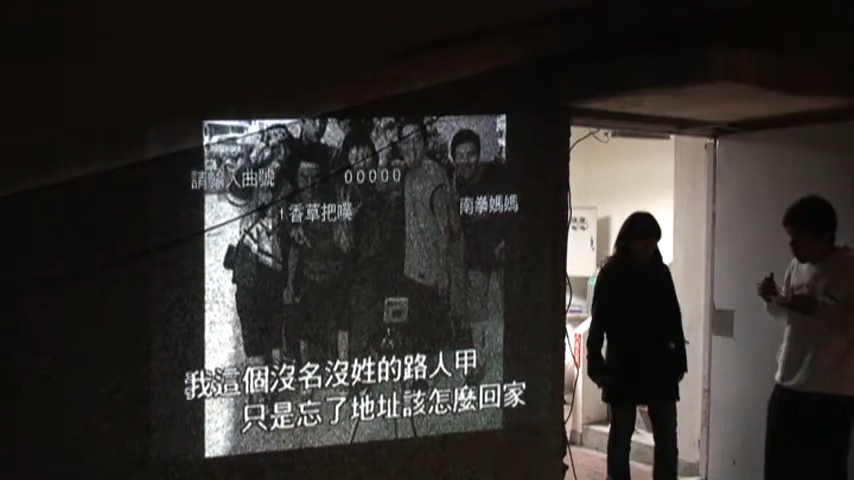 請輸入曲號 00000
1.香草把噗 南拳媽媽
我這個沒名沒姓的路人甲
只是忘了地址該怎麼回家